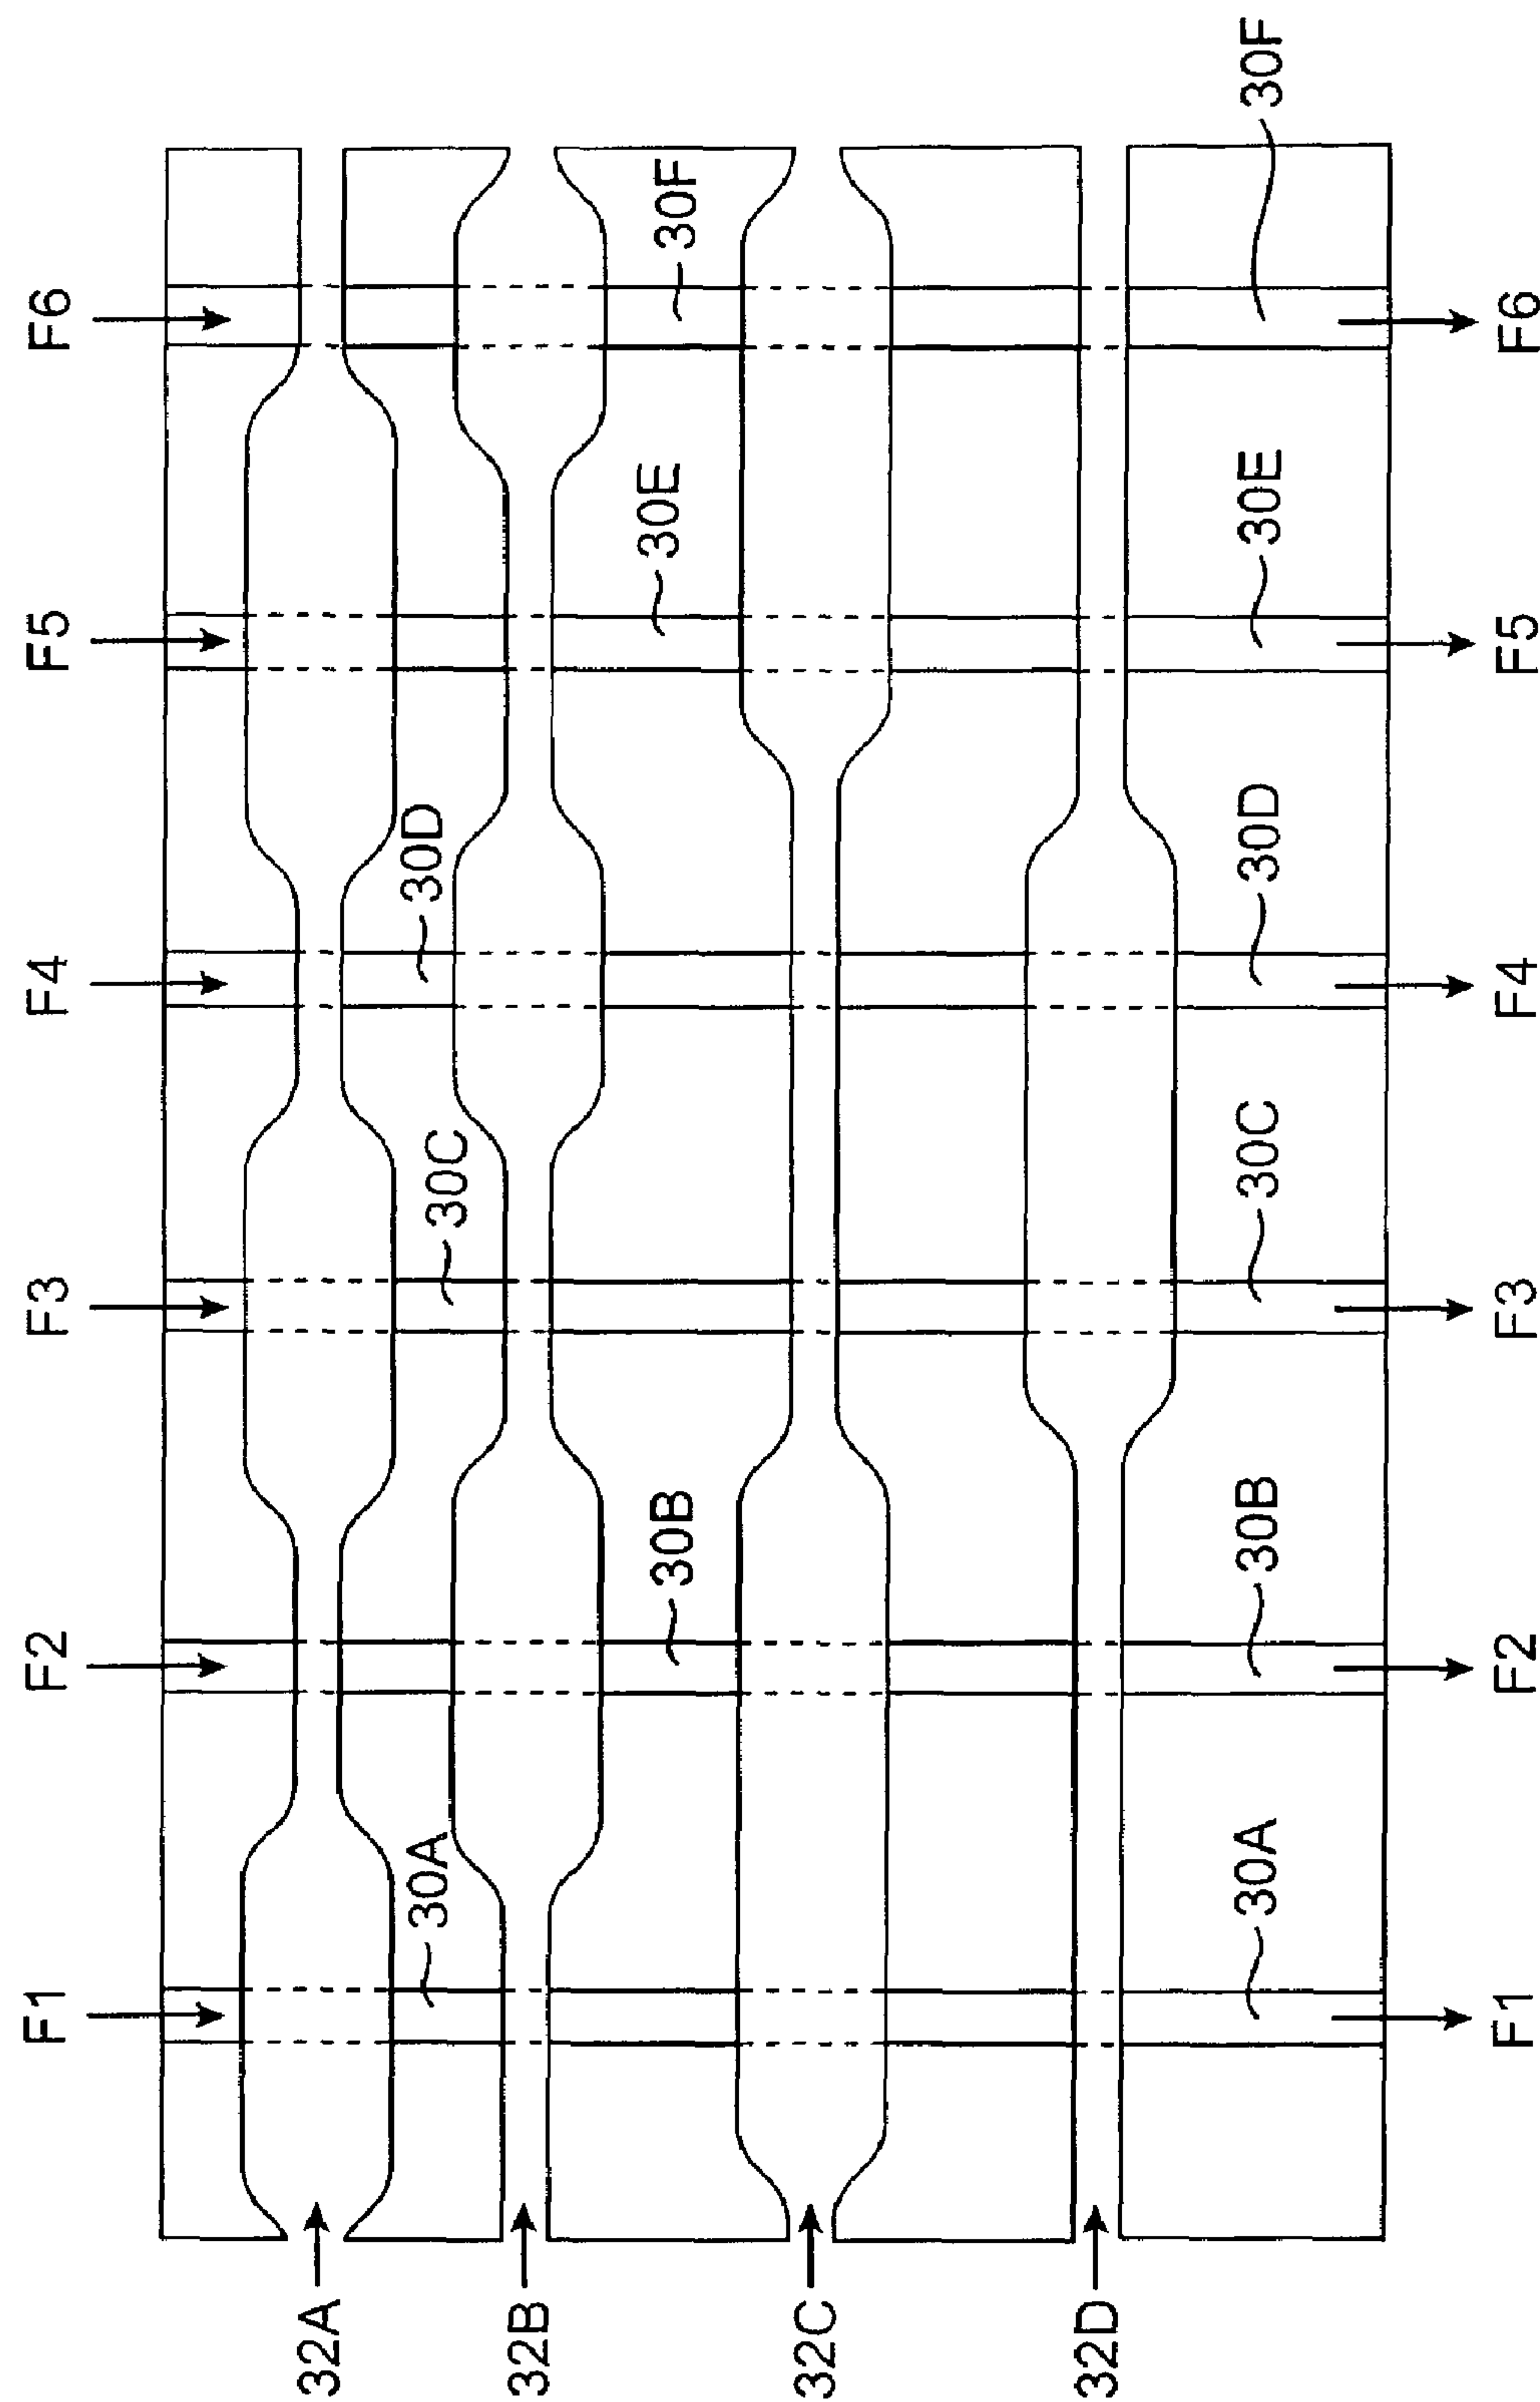 F1 F2 F3 F4 F5 F6
32A
30A 30C 30D
32B
30B 30E 30F
32C
32D
30A 30B 30C 30D 30E 30F
F1 F2 F3 F4 F5 F6